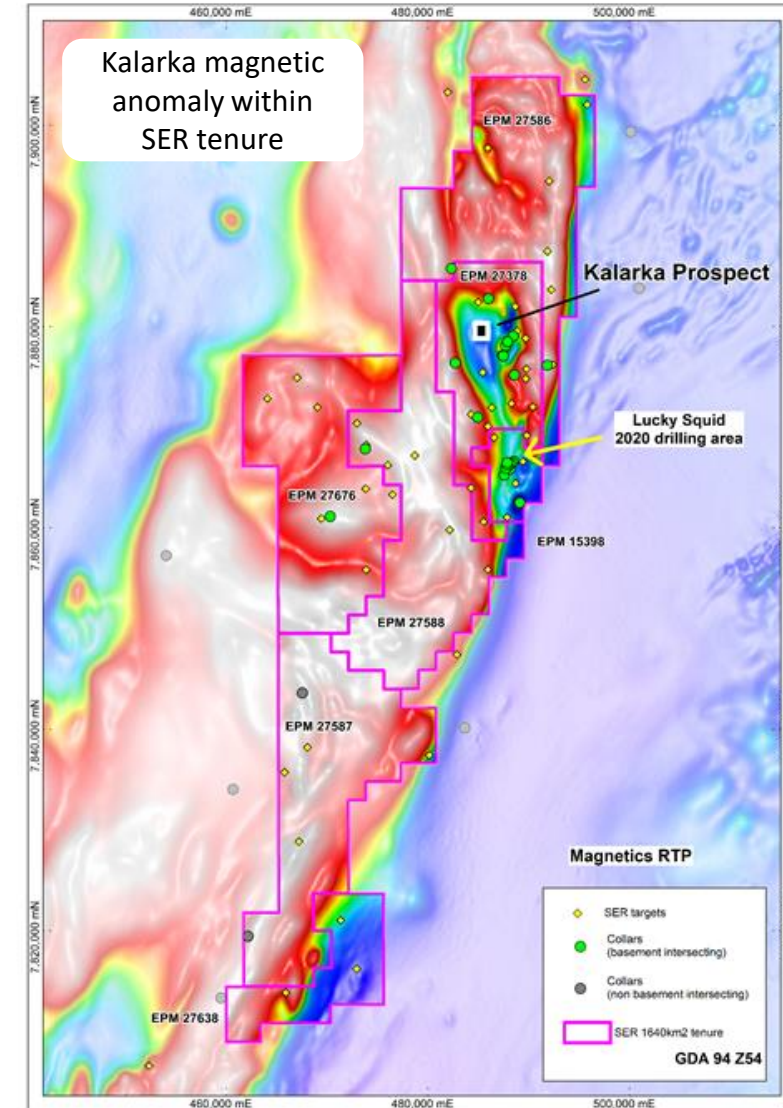 460,000 mE
480,000 mE
500,000 mE
Kalarka magnetic
anomaly within
SER tenure
7,900,000 mN
EPM 27586
EPM 27378
Kalarka Prospect
7,880,000 mN
Lucky Squid
2020 drilling area
EPM 27676
7,860,000 mN
EPM 15398
EPM 27588
EPM 27587
7,840,000 mN
Magnetics RTP
SER targets
Collars
(basement intersecting)
7,820,000 mN
Collars
(non basement intersecting)
EPM 27638
SER 1640km2 tenure
GDA 94 Z54
460,000 mE
480,000 mE
500,000 mE